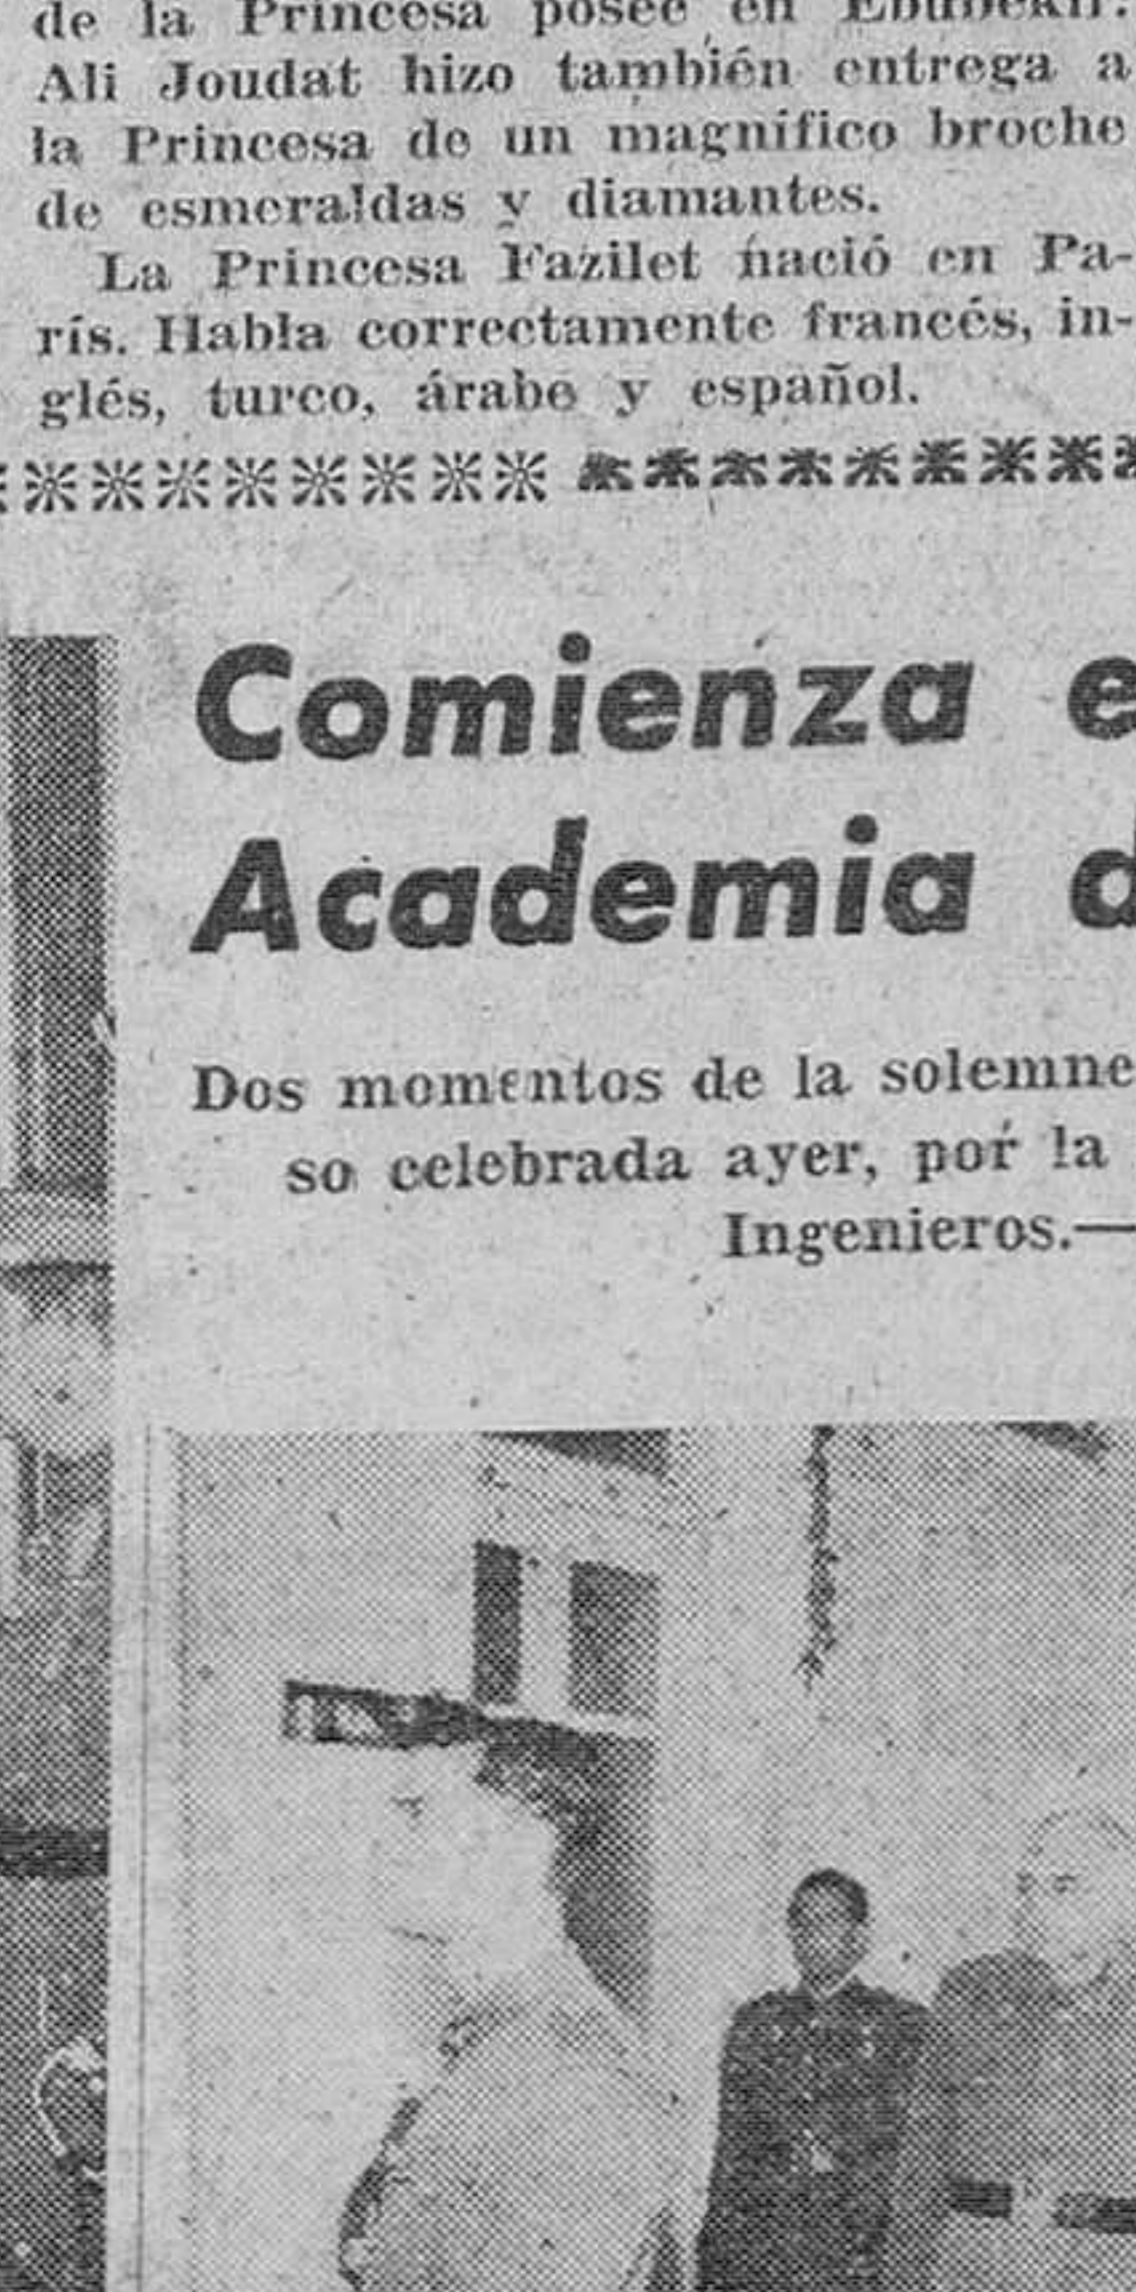 de la Princesa posee en Ebubekir.
Ali Joudat hizo también entrega a
la Princesa de un magnífico broche
de esmeraldas y diamantes.
La Princesa Fazilet nació en Pa-
rís. Habla correctamente francés, in-
glés, turco, árabe y español.
Comienza e
Academia d
Dos momentos de la solemne
so celebrada ayer, por la
Ingenieros.—